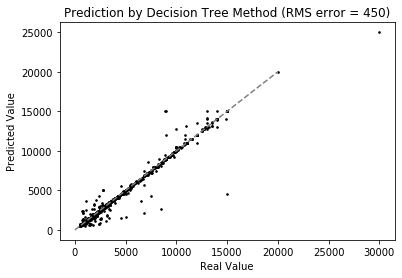 Prediction by Decision Tree Method (RMS error = 450)
25000
20000
15000
10000
5000
0
Predicted Value
0 5000 10000 15000 20000 25000 30000
Real Value